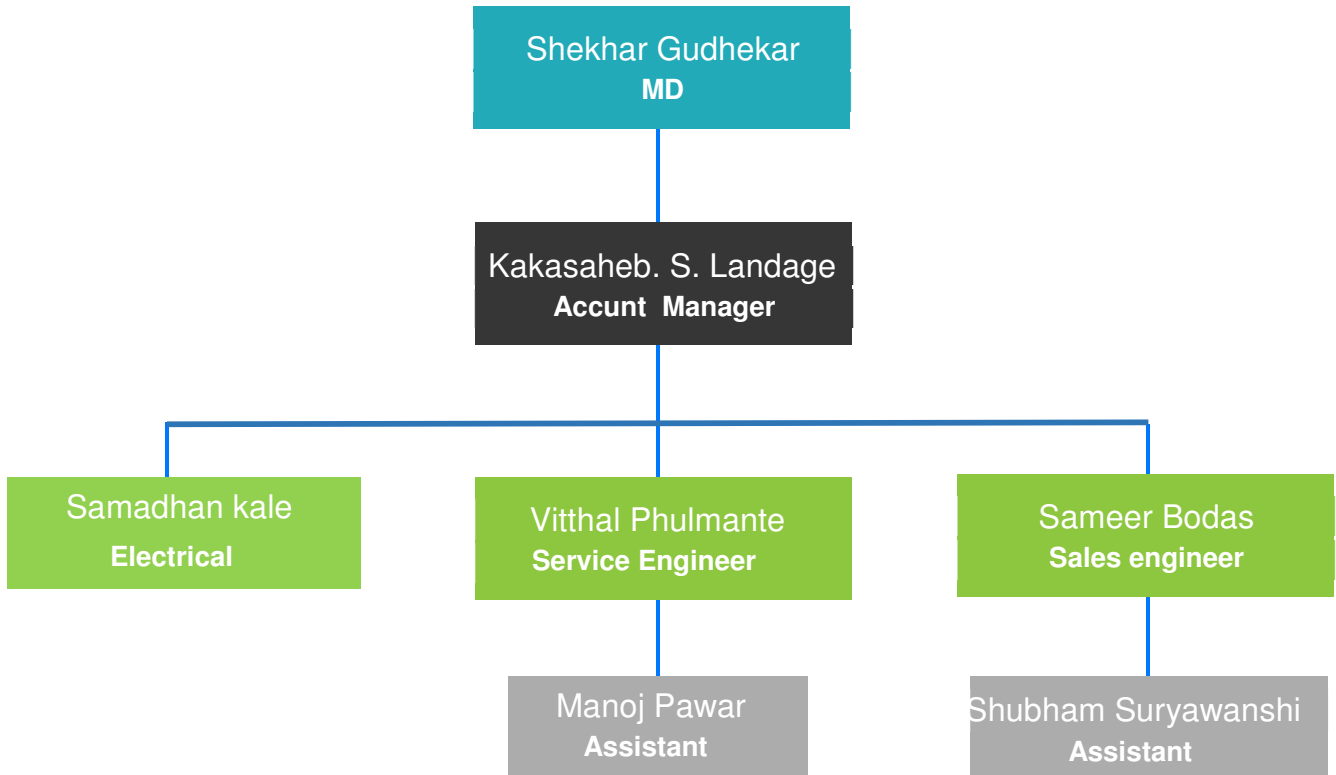 Shekhar Gudhekar
MD
Kakasaheb. S. Landage
Accunt Manager
Samadhan kale
Electrical
Vitthal Phulmante
Service Engineer
Sameer Bodas
Sales engineer
Manoj Pawar
Assistant
Shubham Suryawanshi
Assistant